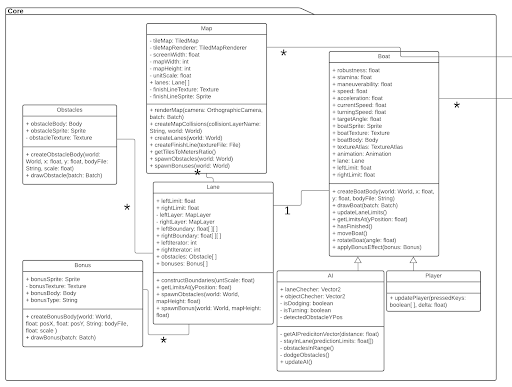 Core
Map
- tileMap: TiledMap
- tileMapRenderer: TiledMapRenderer
- screenWidth: float
- mapWidth: int
- mapHeight: int
- unitScale: float
+ lanes: Lane[ ]
- finishLineTexture: Texture
- finishLineSprite: Sprite
+ renderMap(camera: OrthographicCamera,
batch: Batch)
+ createMapCollisions(collisionLayerName:
String, world: World)
+ createLanes(world: World)
+ createFinishLine(textureFile: File)
+ getTilesToMetersRatio()
+ spawnObstacles(world: World)
+ spawnBonuses(world: World)
*
*
*
Boat
+ robustness: float
+ stamina: float
+ maneuverability: float
+ speed: float
+ acceleration: float
+ currentSpeed: float
+ turningSpeed: float
+ targetAngle: float
+ boatSprite: Sprite
+ boatTexture: Texture
+ boatBody: Body
+ textureAtlas: TextureAtlas
+ animation: Animation
+ lane: Lane
+ leftLimit: float
+ rightLimit: float
+ createBoatBody(world: World, x: float,
y: float, bodyFile: String)
+ drawBoat(batch: Batch)
+ updateLaneLimits()
+ getLimitsAt(yPosition: float)
+ hasFinished()
+ moveBoat()
+ rotateBoat(angle: float)
+ applyBonusEffect(bonus: Bonus)
Obstacles
+ obstacleBody: Body
+ obstacleSprite: Sprite
- obstacleTexture: Texture
+ createObstacleBody(world:
World, x: float, y: float, bodyFile:
String, scale: float)
+ drawObstacle(batch: Batch)
*
Lane
+ leftLimit: float
+ rightLimit: float
- leftLayer: MapLayer
- rightLayer: MapLayer
+ leftBoundary: float[ ][ ]
+ rightBoundary: float[ ][ ]
+ leftIterator: int
+ rightIterator: int
+ obstacles: Obstacle[ ]
+ bonuses: Bonus[ ]
+ constructBoundaries(unitScale: float)
+ getLimitsAt(yPosition: float)
+ spawnObstacles(world: World,
mapHeight: float)
+ spawnBonus(world: World, mapHeight:
float)
1
Bonus
+ bonusSprite: Sprite
- bonusTexture: Texture
+ bonusBody: Body
+ bonusType: String
+ createBonusBody(world: World,
float: posX, float: posY, String: bodyFile,
float: scale )
+ drawBonus(batch: Batch)
*
AI
+ laneChecker: Vector2
+ objectChecker: Vector2
- isDodging: boolean
- isTurning: boolean
- detectedObstacleYPos
- getAIPredicitonVector(distance: float)
- stayInLane(predictionLimits: float[])
- obstaclesInRange()
- dodgeObstacles()
+ updateAI()
Player
+ updatePlayer(pressedKeys:
boolean[ ], delta: float)